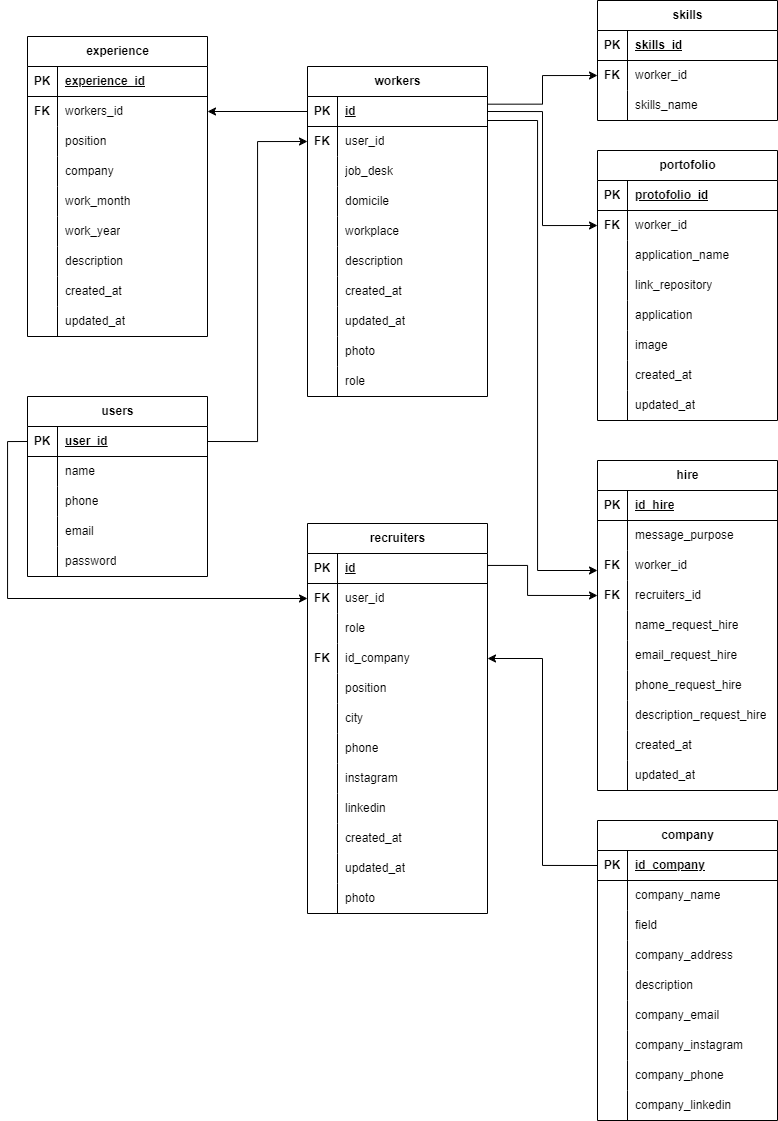 experience
PK experience_id
FK workers_id
position
company
work_month
work_year
description
created_at
updated_at
workers
PK id
FK user_id
job_desk
domicile
workplace
description
created_at
updated_at
photo
role
skills
PK skills_id
FK worker_id
skills_name
portofolio
PK protofolio_id
FK worker_id
application_name
link_repository
application
image
created_at
updated_at
users
PK user_id
name
phone
email
password
recruiters
PK id
FK user_id
role
FK id_company
position
city
phone
instagram
linkedin
created_at
updated_at
photo
hire
PK id_hire
message_purpose
FK worker_id
FK recruiters_id
name_request_hire
email_request_hire
phone_request_hire
description_request_hire
created_at
updated_at
company
PK id_company
company_name
field
company_address
description
company_email
company_instagram
company_phone
company_linkedin